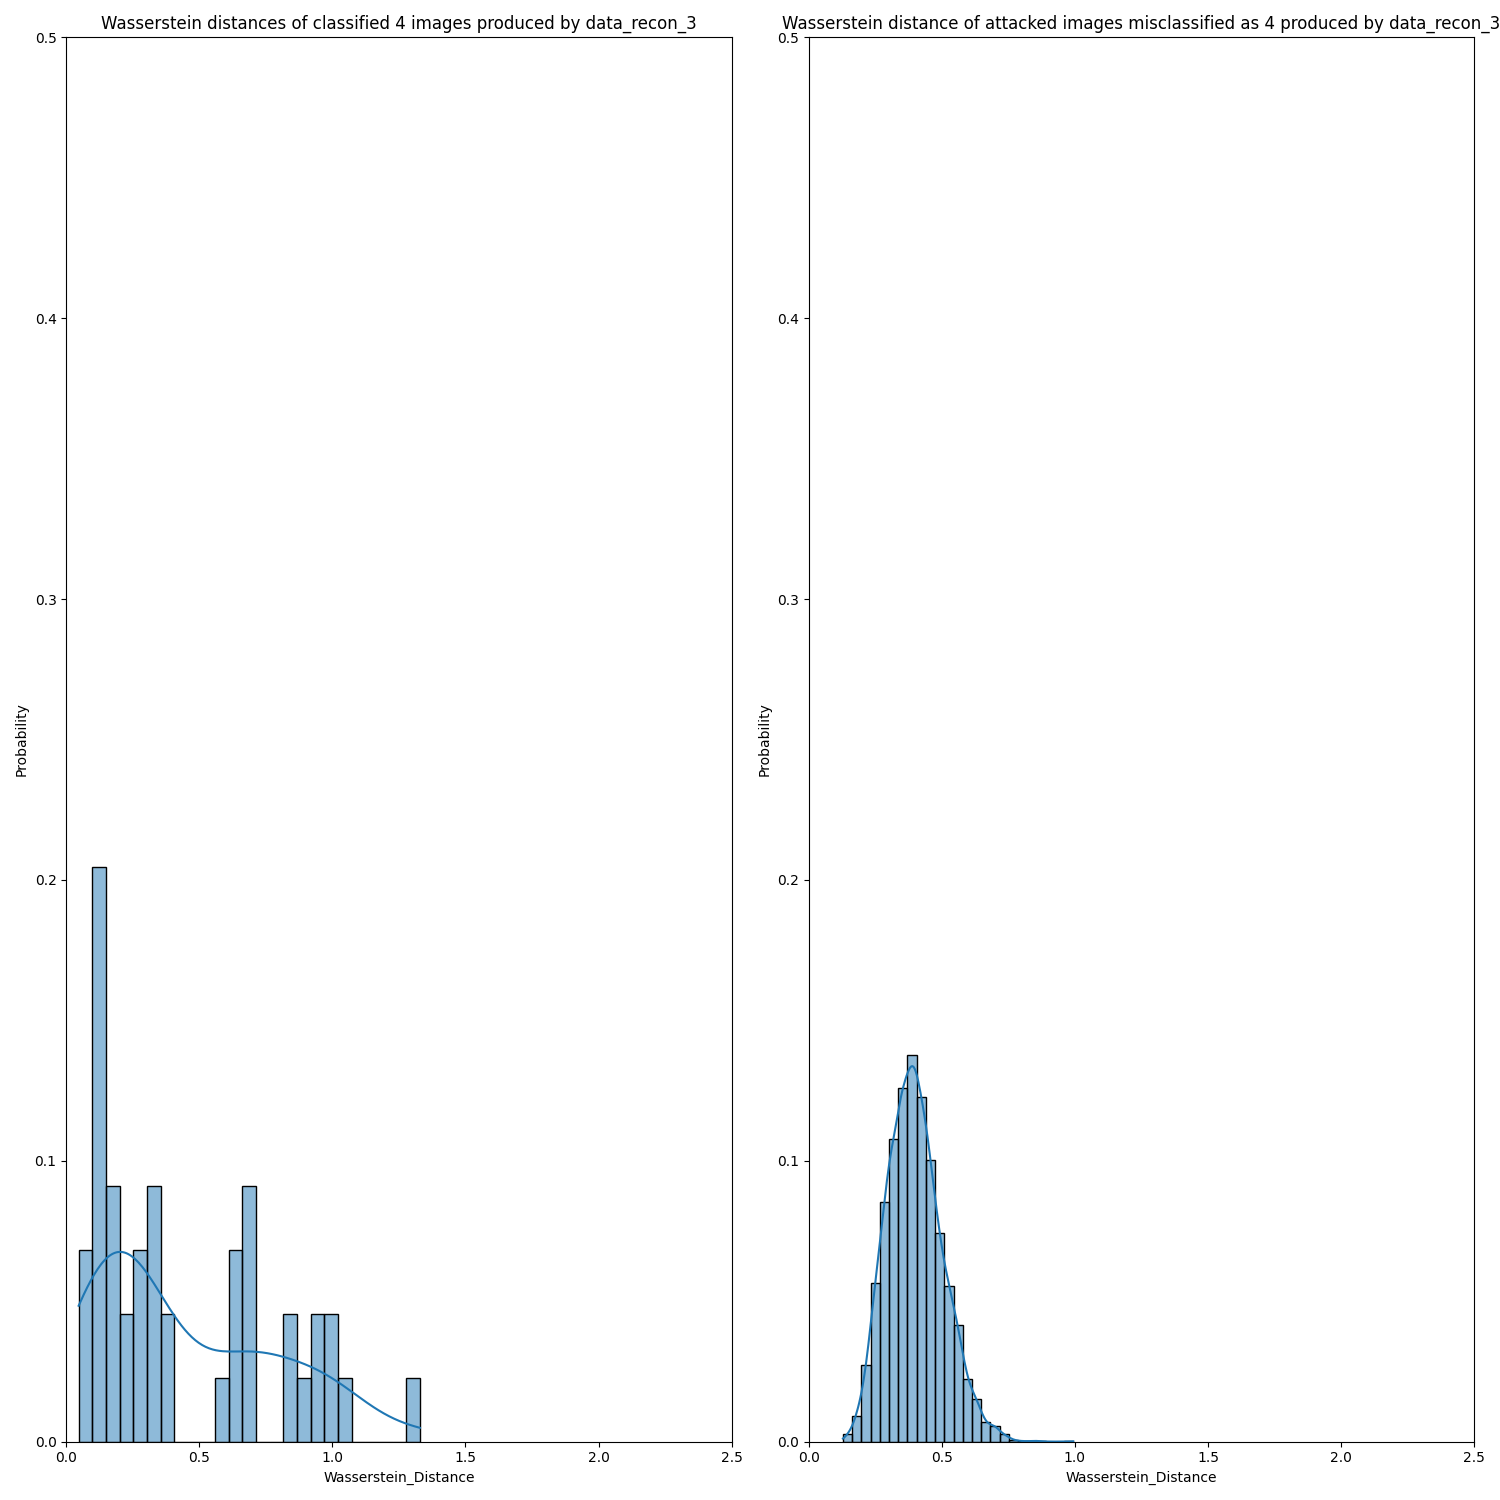 Wasserstein distances of classified 4 images produced by data_recon_3
0.5
0.4
0.3
0.2
0.1
0.0
Probability
0.0 0.5 1.0 1.5 2.0 2.5
Wasserstein_Distance
Wasserstein distance of attacked images misclassified as 4 produced by data_recon_3
0.5
0.4
0.3
0.2
0.1
0.0
Probability
0.0 0.5 1.0 1.5 2.0 2.5
Wasserstein_Distance